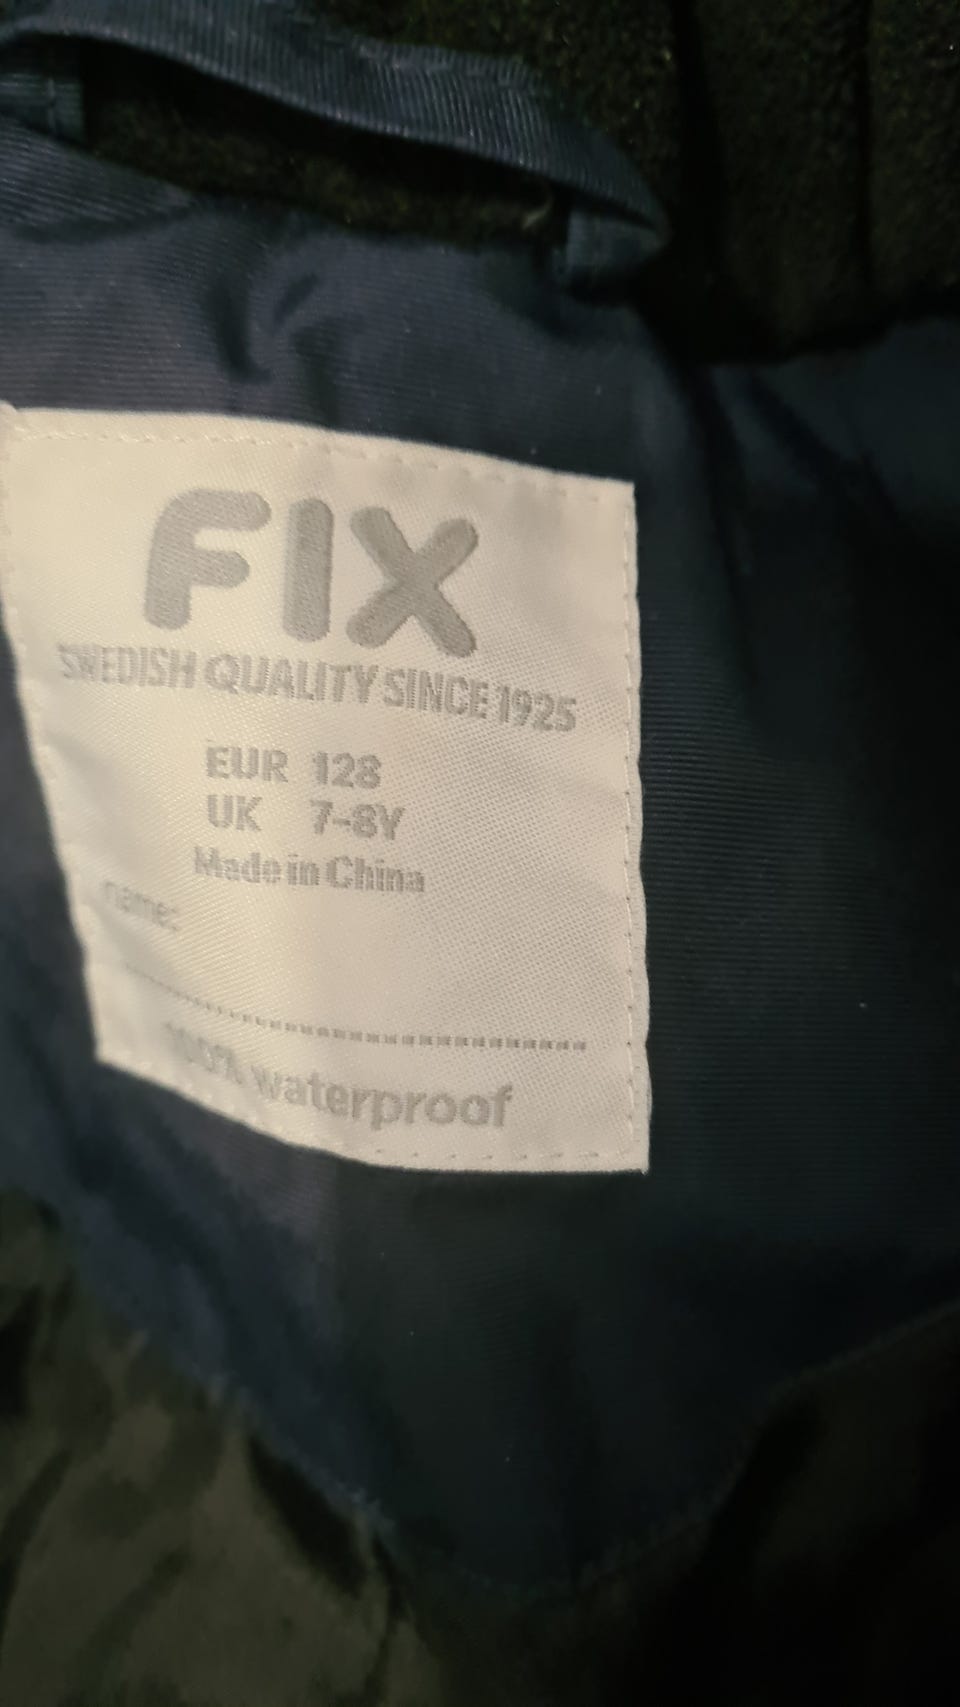 FIX
SWEDISH QUALITY SINCE 1925
EUR 128
UK 7-8Y
Made in China
name:
100% waterproof